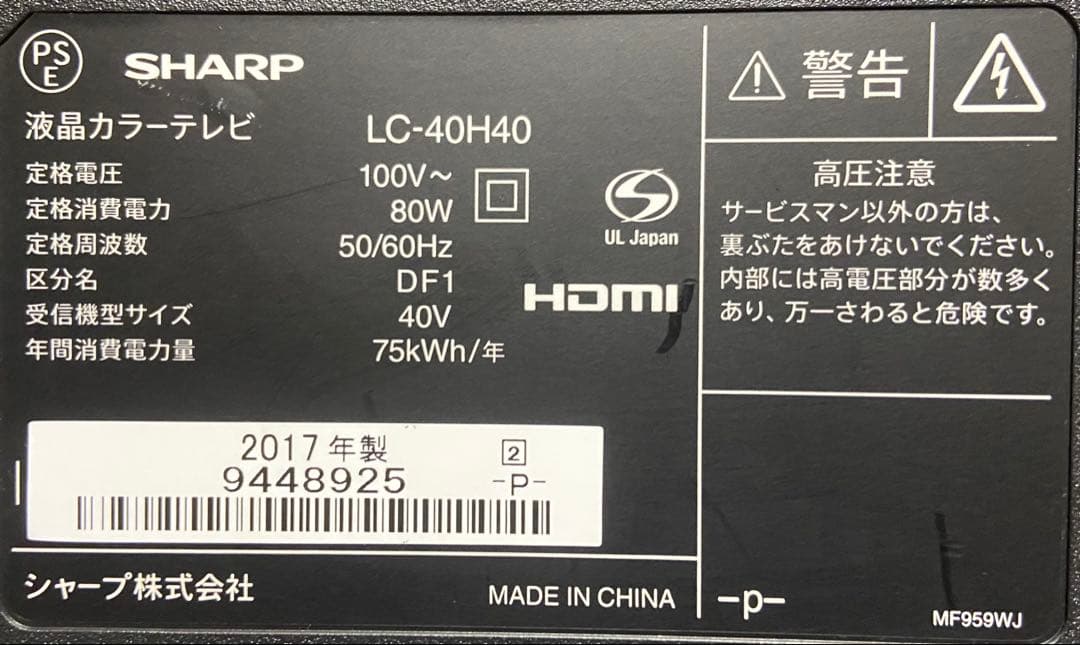 PS
E
SHARP
液晶カラーテレビ LC-40H40
定格電圧 100V～
定格消費電力 80W
定格周波数 50/60Hz
区分名 DF1
受信機型サイズ 40V
年間消費電力量 75kWh/年
UL Japan
HDMI
2017年製 2
9448925 -P-
シャープ株式会社 MADE IN CHINA
警告
高圧注意
サービスマン以外の方は、
裏ぶたをあけないでください。
内部には高電圧部分が数多く
あり、万一さわると危険です。
-p-
MF959WJ